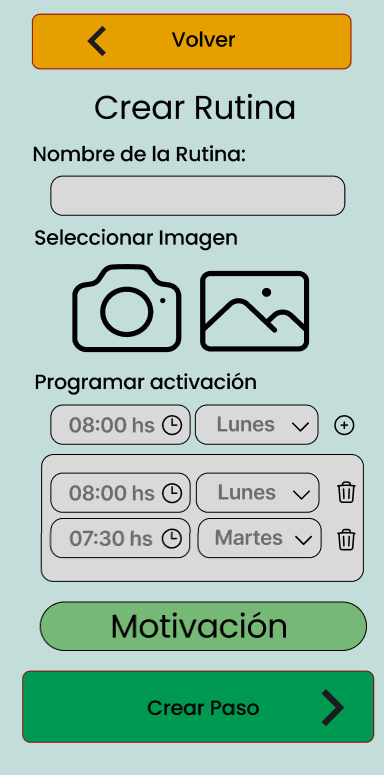 Volver
Crear Rutina
Nombre de la Rutina:
Seleccionar Imagen
Programar activación
08:00 hs Lunes
08:00 hs Lunes
07:30 hs Martes
Motivación
Crear Paso